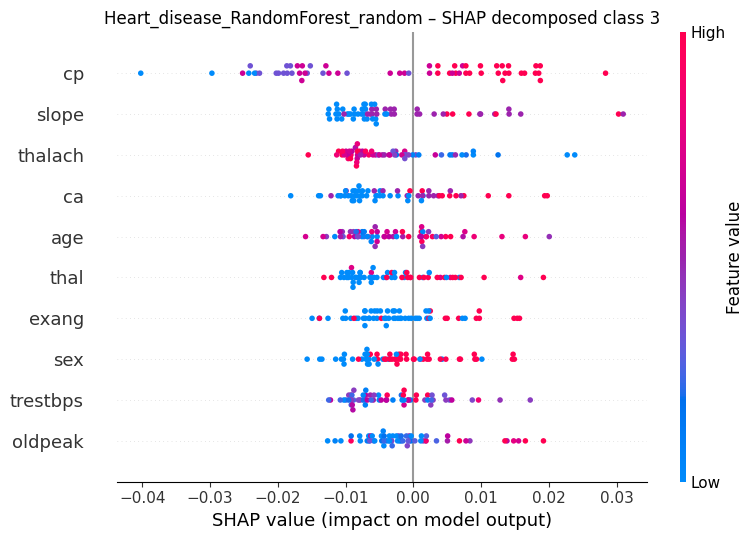 Heart_disease_RandomForest_random – SHAP decomposed class 3
High
cp
slope
thalach
ca
age
thal
exang
sex
trestbps
oldpeak
Feature value
Low
−0.04 −0.03 −0.02 −0.01 0.00 0.01 0.02 0.03
SHAP value (impact on model output)